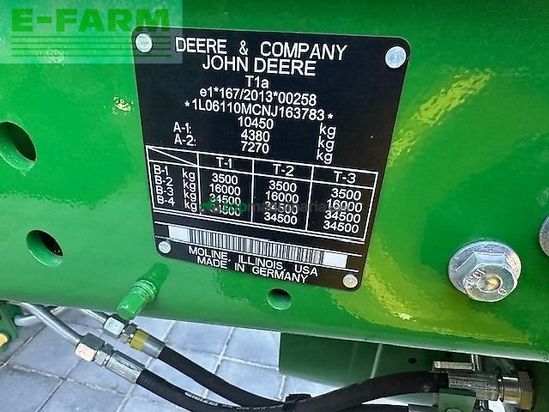 E-FARM
DEERE & COMPANY
JOHN DEERE
T1a
e1*167/2013*00258
*1L06110MCNJ163783*
10450 kg
A-1: 4380 kg
A-2: 7270 kg
T-1 T-2 T-3
B-1 kg 3500 3500 3500
B-2 kg 16000 16000 16000
B-3 kg 31500 34500
B-4 kg 34500 34500
MOLINE, ILLINOIS, USA
MADE IN GERMANY